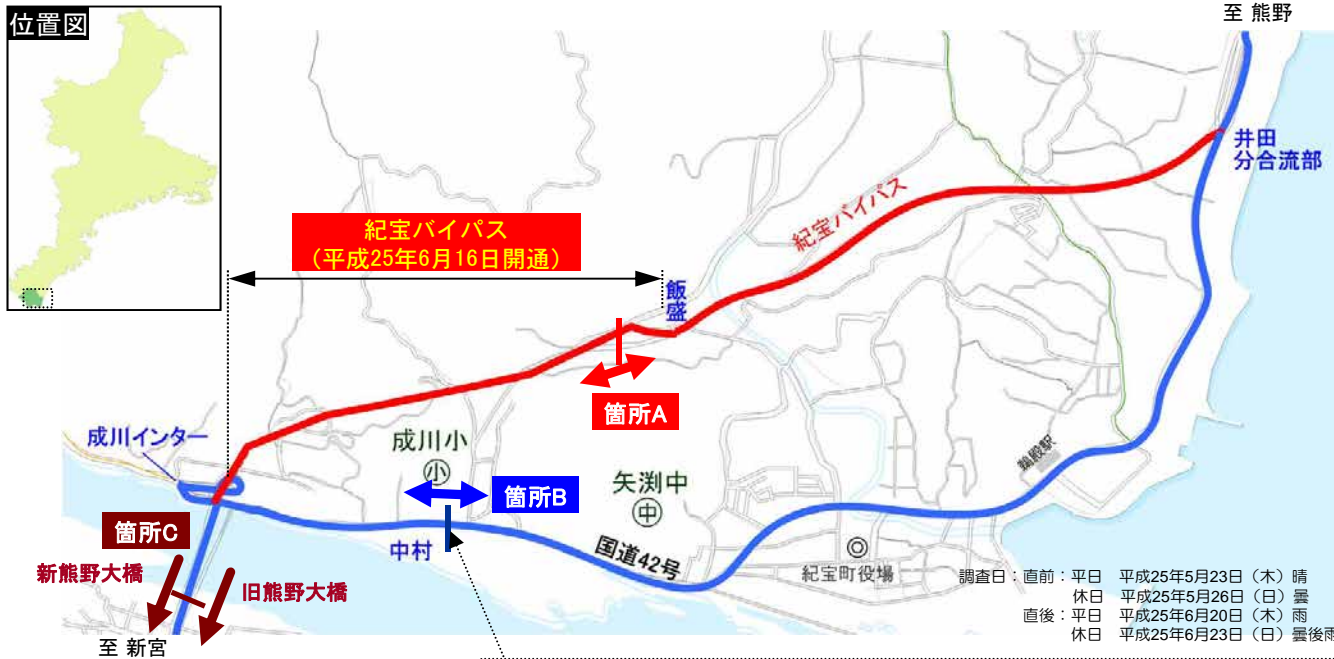 位置図
至 熊野
井田
分合流部
紀宝バイパス
紀宝バイパス
（平成25年6月16日開通）
飯盛
箇所A
成川インター
成川小
小
箇所B
矢渕中
中
鵜殿駅
箇所C
新熊野大橋
旧熊野大橋
中村
国道42号
紀宝町役場
至 新宮
調査日：直前：平日　平成25年5月23日（木）晴
休日　平成25年5月26日（日）曇
直後：平日　平成25年6月20日（木）雨
休日　平成25年6月23日（日）曇後雨